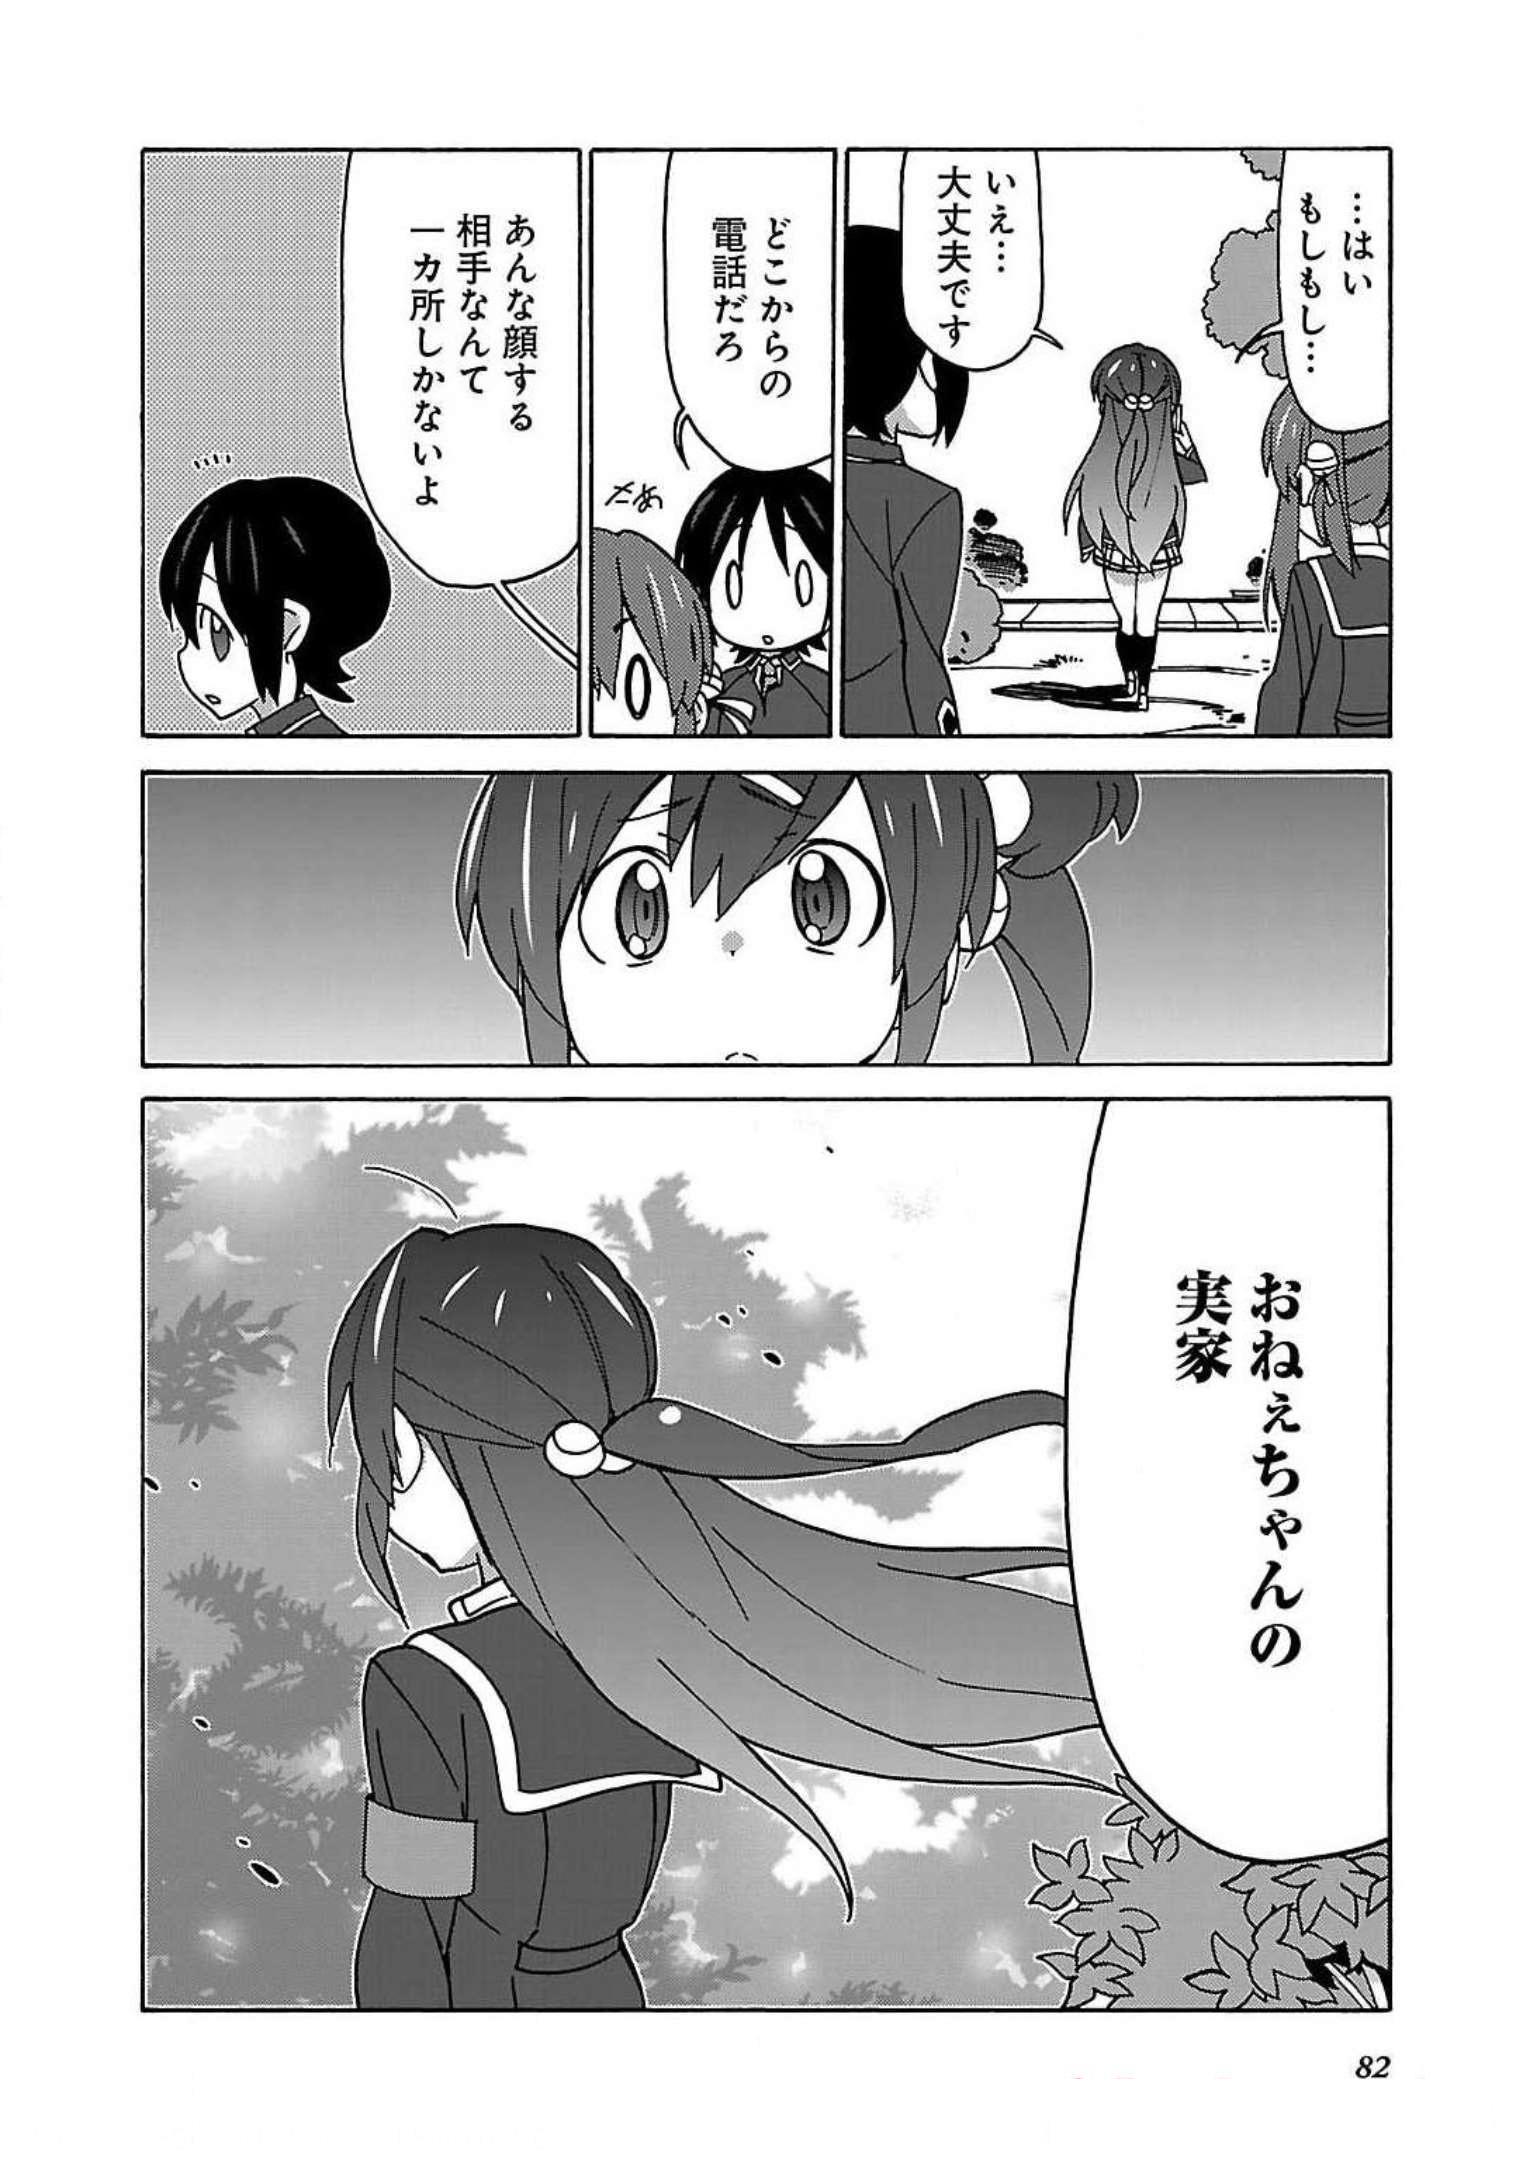 …はい
もしもし…
いえ…
大丈夫です
どこからの
電話だろ
さあ
あんな顔する
相手なんて
一カ所しかないよ
おねぇちゃんの
実家
82